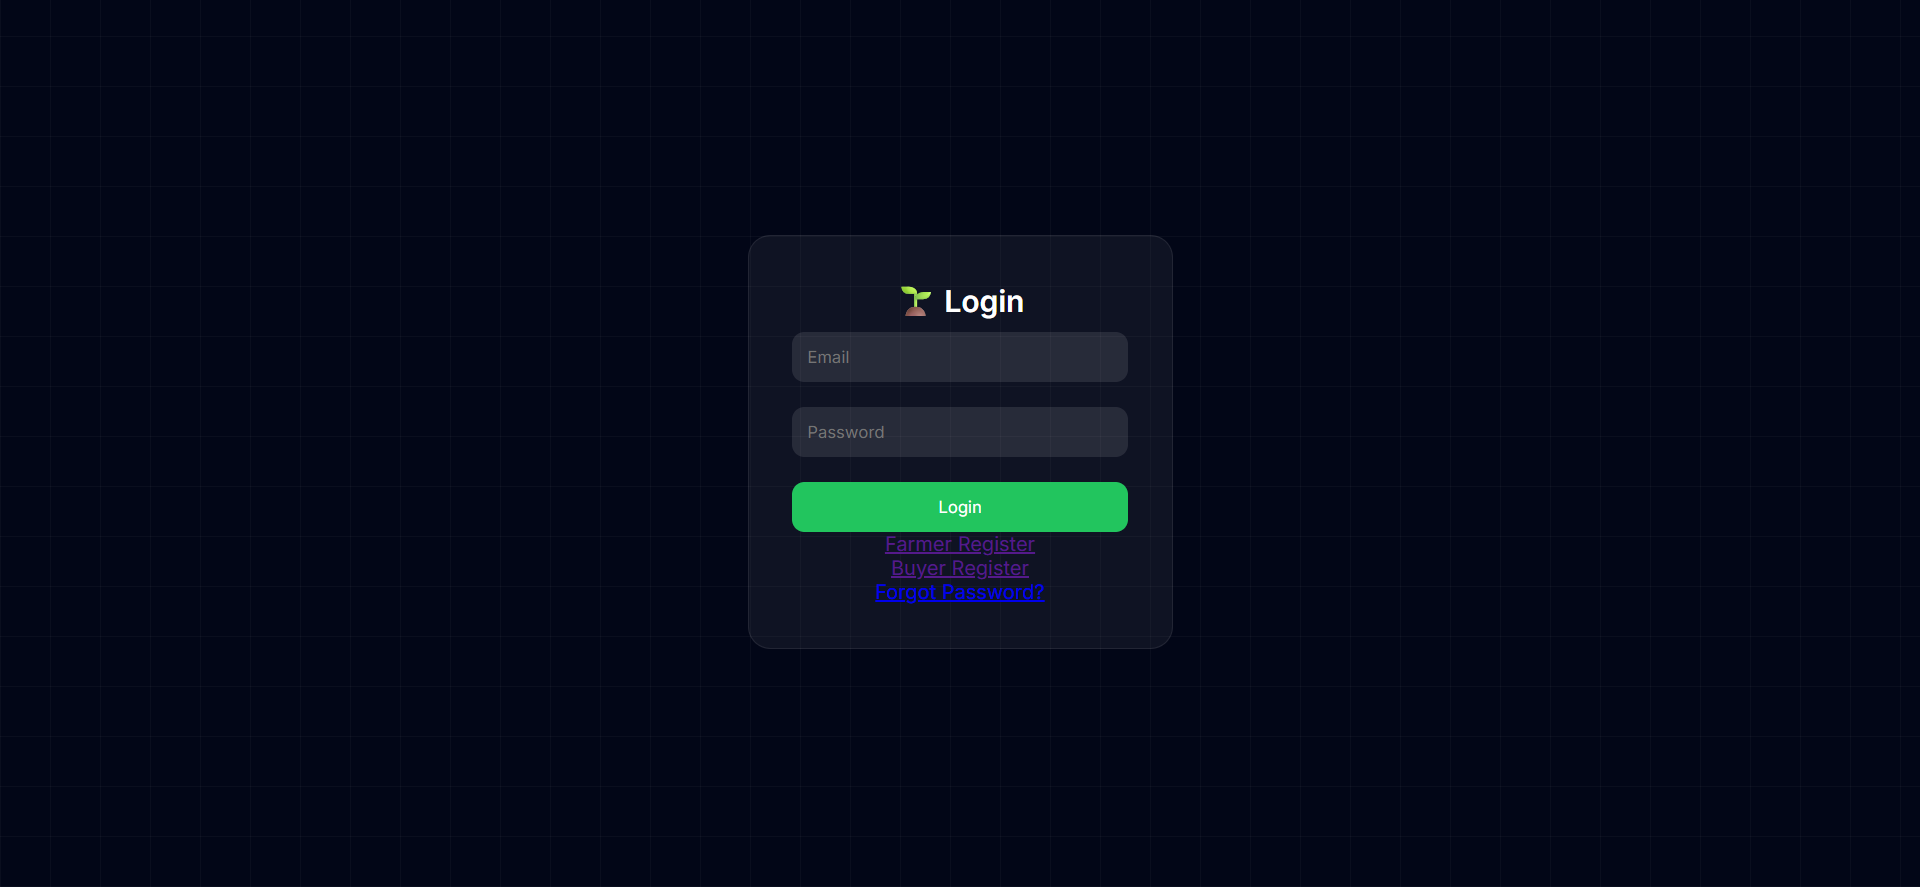 Login
Email
Password
Login
Farmer Register
Buyer Register
Forgot Password?